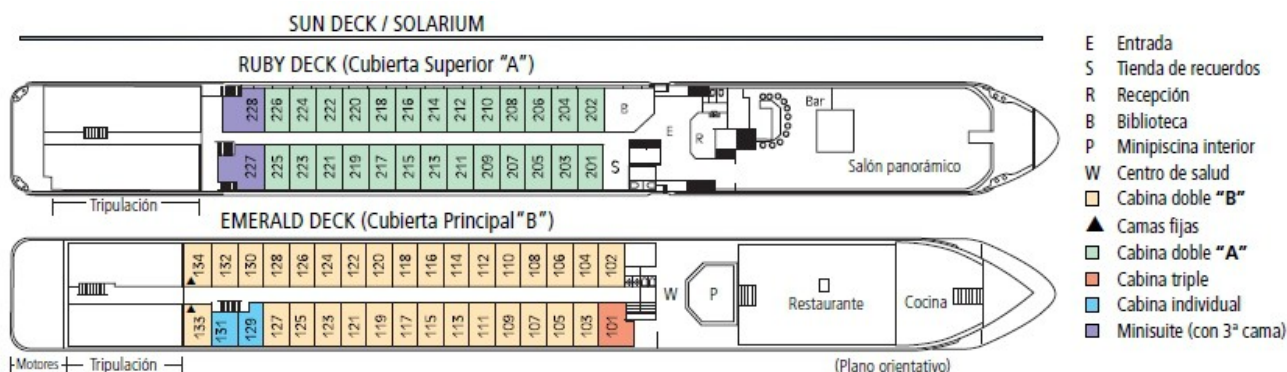 SUN DECK / SOLARIUM
RUBY DECK (Cubierta Superior "A")
228 226 224 222 220 218 216 214 212 210 208 206 204 202
B
E
R
Bar
Salón panorámico
227 225 223 221 219 217 215 213 211 209 207 205 203 201
S
Tripulación
EMERALD DECK (Cubierta Principal "B")
134 132 130 128 126 124 122 120 118 116 114 112 110 108 106 104 102
W
P
Restaurante
Cocina
133 131 129 127 125 123 121 119 117 115 113 111 109 107 105 103 101
Motores
Tripulación
(Plano orientativo)
E Entrada
S Tienda de recuerdos
R Recepción
B Biblioteca
P Minipiscina interior
W Centro de salud
Cabina doble "B"
Camas fijas
Cabina doble "A"
Cabina triple
Cabina individual
Minisuite (con 3ª cama)